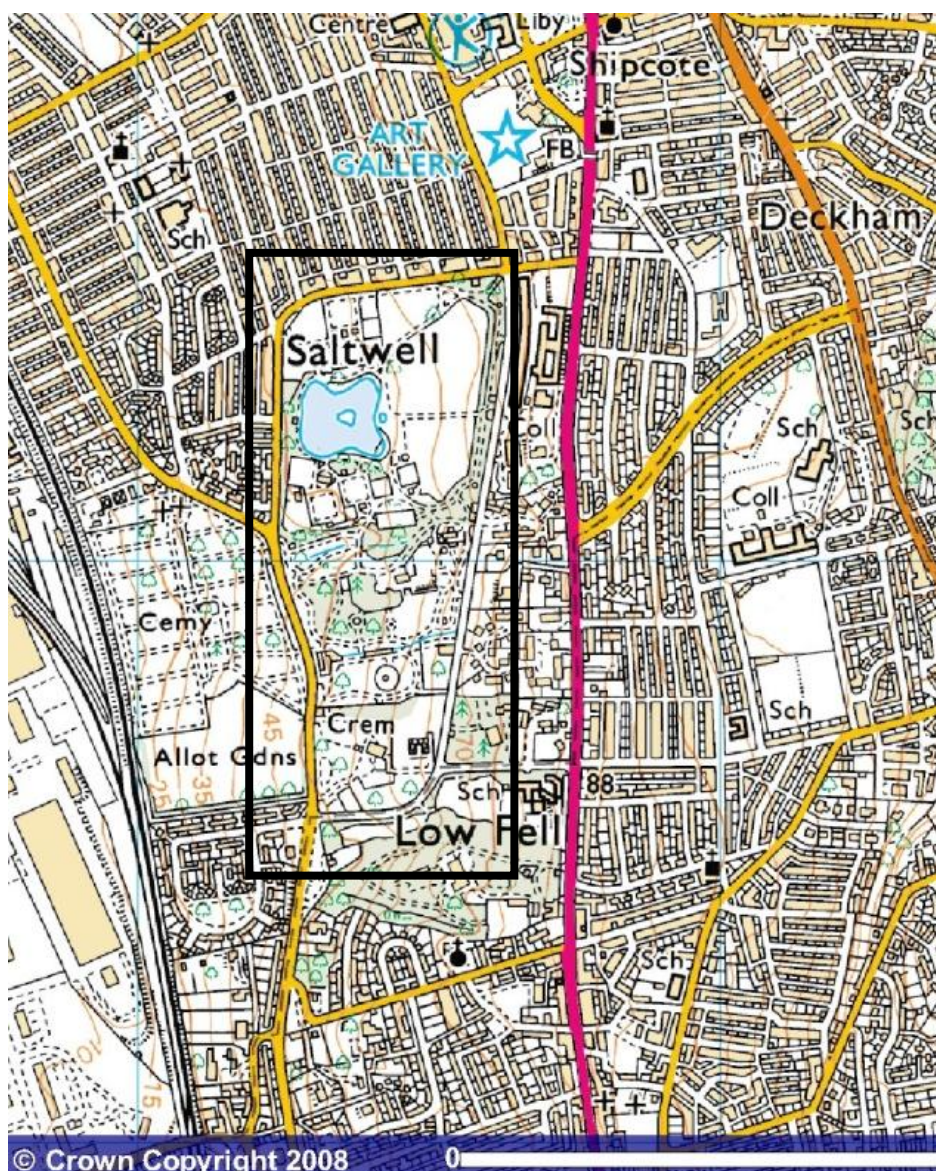 Centre
Liby
Shipcote
ART
GALLERY
FB
Deckham
Sch
Saltwell
Coll
Sch
Sch
Coll
Cemy
Sch
45
Crem
70
Allot Gdns
35
25
Sch
88
Low Fell
Sch
10
15
© Crown Copyright 2008
0